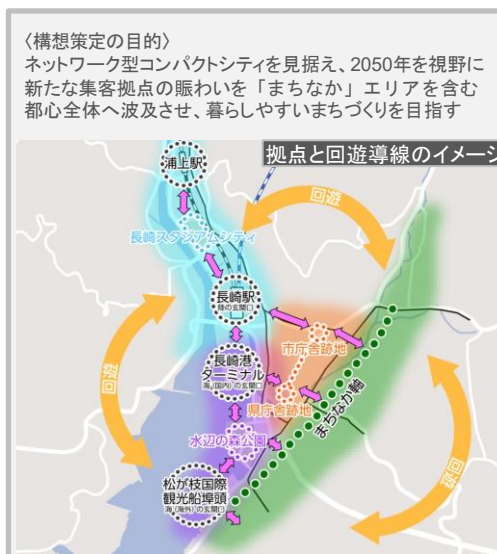 〈構想策定の目的〉
ネットワーク型コンパクトシティを見据え、2050年を視野に
新たな集客拠点の賑わいを「まちなか」エリアを含む
都心全体へ波及させ、暮らしやすいまちづくりを目指す
拠点と回遊導線のイメージ
浦上駅
回遊
長崎スタジアムシティ
長崎駅
陸の玄関口
市庁舎跡地
長崎港
ターミナル
海(国内)の玄関口
県庁舎跡地
まちなか軸
回遊
回遊
水辺の森公園
松が枝国際
観光船埠頭
海(海外)の玄関口